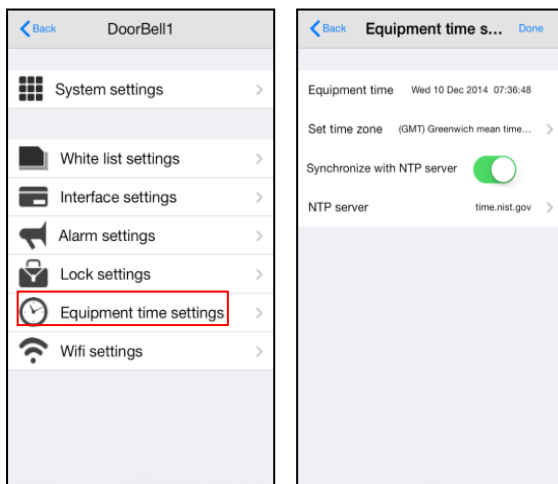 Back DoorBell1
System settings
White list settings
Interface settings
Alarm settings
Lock settings
Equipment time settings
Wifi settings
Back Equipment time s... Done
Equipment time Wed 10 Dec 2014 07:36:48
Set time zone (GMT) Greenwich mean time...
Synchronize with NTP server
NTP server time.nist.gov